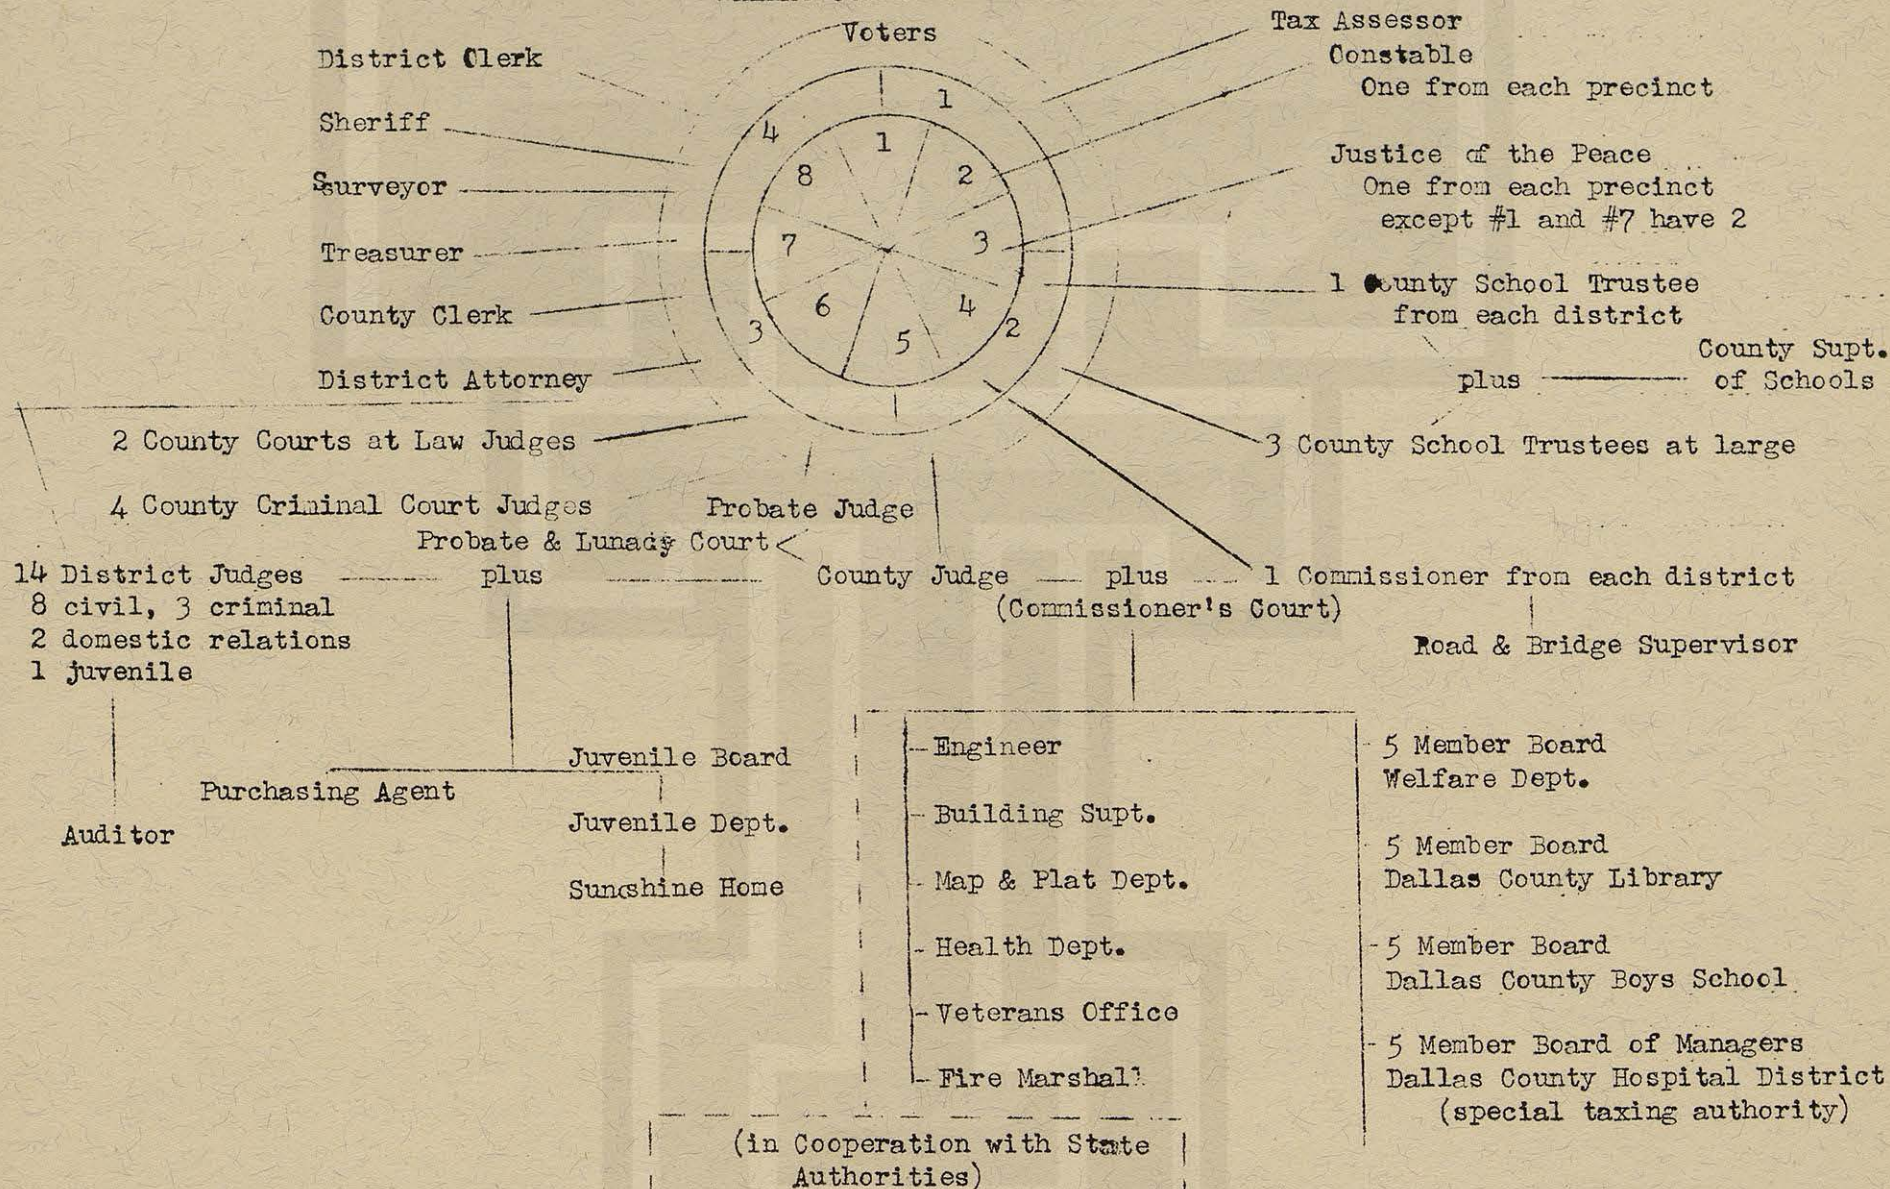 Voters
District Clerk
Sheriff
Surveyor
Treasurer
County Clerk
District Attorney
2 County Courts at Law Judges
4 County Criminal Court Judges
Probate Judge
Probate & Lunacy Court
Tax Assessor
Constable
One from each precinct
Justice of the Peace
One from each precinct
except #1 and #7 have 2
1 County School Trustee
from each district
County Supt.
plus
of Schools
3 County School Trustees at large
1
4
2
3
1
2
3
4
5
6
7
8
14 District Judges
plus
County Judge
plus
1 Commissioner from each district
8 civil, 3 criminal
2 domestic relations
1 juvenile
(Commissioner's Court)
Road & Bridge Supervisor
Auditor
Purchasing Agent
Juvenile Board
Juvenile Dept.
Sunshine Home
Engineer
Building Supt.
Map & Plat Dept.
Health Dept.
Veterans Office
Fire Marshall
5 Member Board
Welfare Dept.
5 Member Board
Dallas County Library
5 Member Board
Dallas County Boys School
5 Member Board of Managers
Dallas County Hospital District
(special taxing authority)
(in Cooperation with State
Authorities)